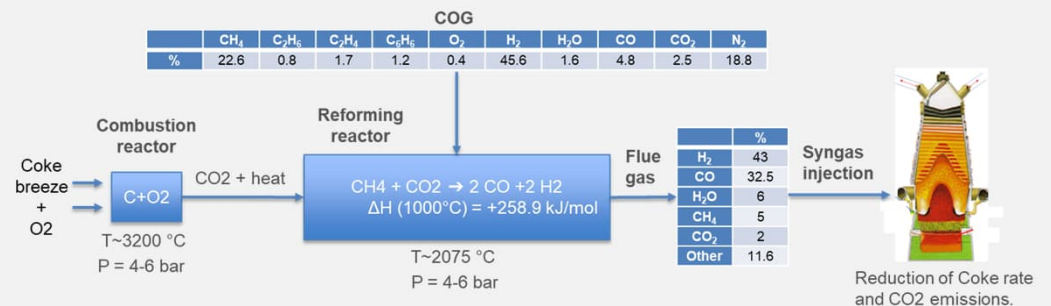 COG
CH₄ C₂H₆ C₂H₄ C₆H₆ O₂ H₂ H₂O CO CO₂ N₂
% 22.6 0.8 1.7 1.2 0.4 45.6 1.6 4.8 2.5 18.8
Combustion
reactor
Coke
breeze
+
O2
C+O2
T~3200 °C
P = 4-6 bar
CO2 + heat
Reforming
reactor
CH4 + CO2 ➔ 2 CO +2 H2
ΔH (1000°C) = +258.9 kJ/mol
T~2075 °C
P = 4-6 bar
Flue
gas
%
H₂ 43
CO 32.5
H₂O 6
CH₄ 5
CO₂ 2
Other 11.6
Syngas
injection
Reduction of Coke rate
and CO2 emissions.